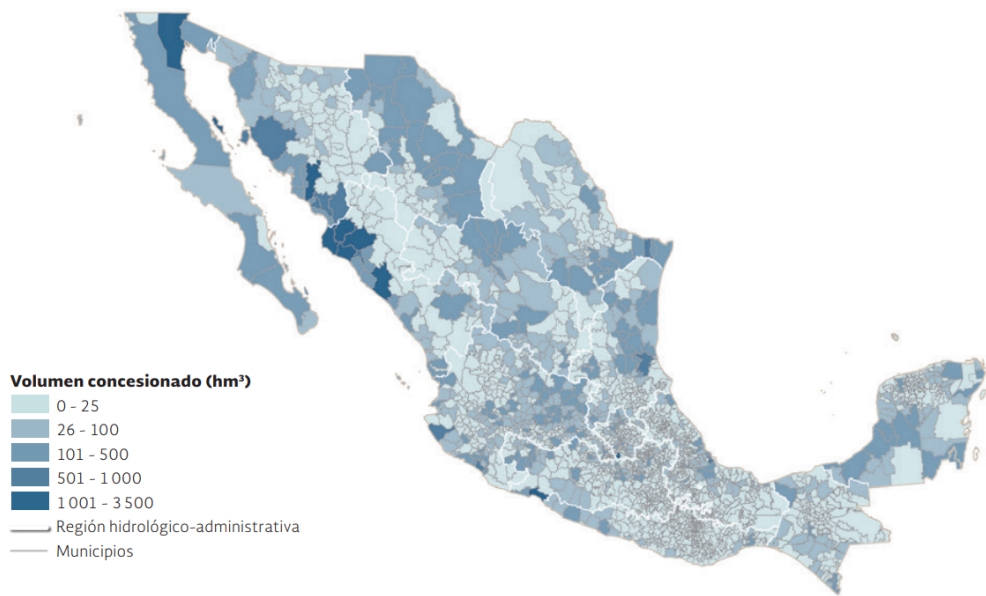 Volumen concesionado (hm³)
0 - 25
26 - 100
101 - 500
501 - 1 000
1 001 - 3 500
Región hidrológico-administrativa
Municipios